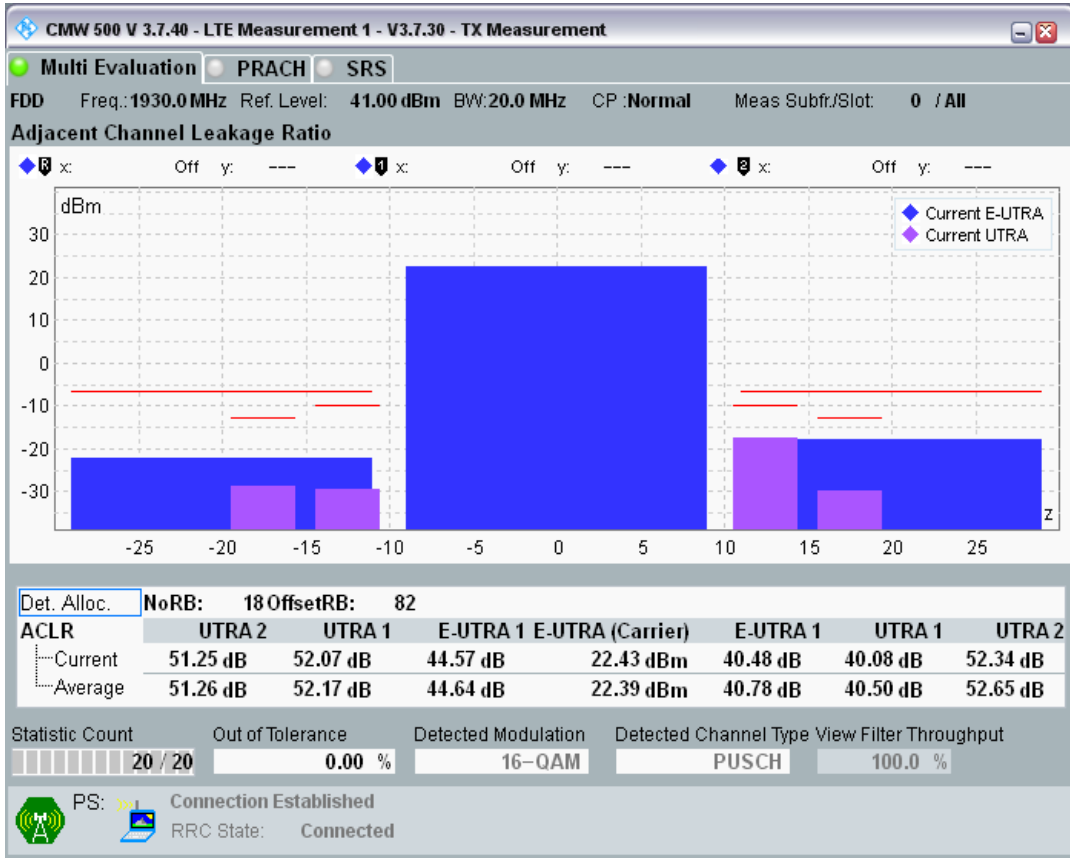 CMW 500 V 3.7.40 - LTE Measurement 1 - V3.7.30 - TX Measurement
Multi Evaluation PRACH SRS
FDD Freq.:1930.0 MHz Ref. Level: 41.00 dBm BW:20.0 MHz CP :Normal Meas Subfr./Slot: 0 / All
Adjacent Channel Leakage Ratio
R x: Off y: --- 1 x: Off y: --- 2 x: Off y: ---
dBm
Current E-UTRA
Current UTRA
30
20
10
0
-10
-20
-30
z
-25 -20 -15 -10 -5 0 5 10 15 20 25
Det. Alloc. NoRB: 18 OffsetRB: 82
ACLR UTRA 2 UTRA 1 E-UTRA 1 E-UTRA (Carrier) E-UTRA 1 UTRA 1 UTRA 2
Current 51.25 dB 52.07 dB 44.57 dB 22.43 dBm 40.48 dB 40.08 dB 52.34 dB
Average 51.26 dB 52.17 dB 44.64 dB 22.39 dBm 40.78 dB 40.50 dB 52.65 dB
Statistic Count Out of Tolerance Detected Modulation Detected Channel Type View Filter Throughput
20 / 20 0.00 % 16-QAM PUSCH 100.0 %
PS: Connection Established
RRC State: Connected